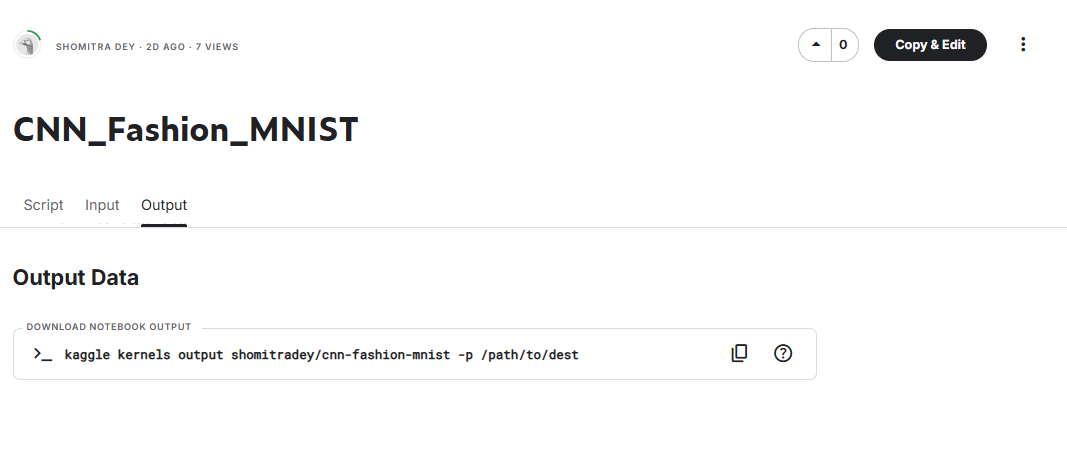 SHOMITRA DEY · 2D AGO · 7 VIEWS
0
Copy & Edit
CNN_Fashion_MNIST
Script
Input
Output
Output Data
DOWNLOAD NOTEBOOK OUTPUT
>_ kaggle kernels output shomitradey/cnn-fashion-mnist -p /path/to/dest